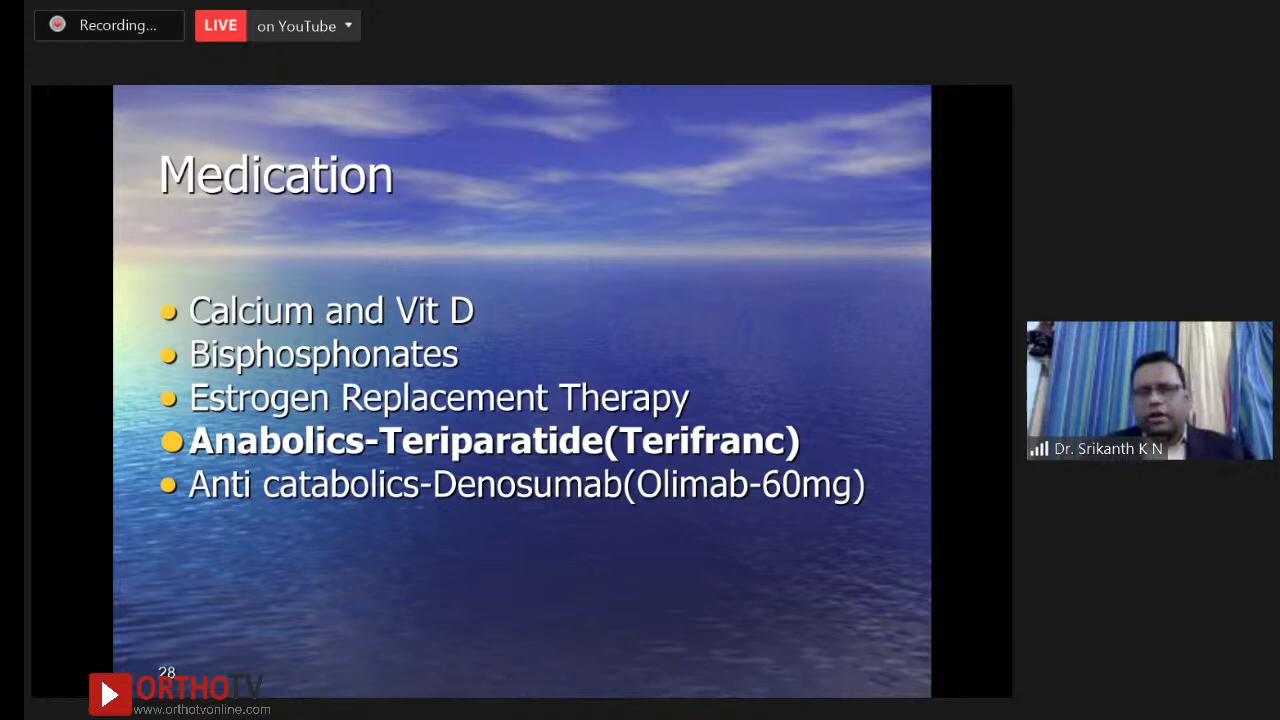 Recording...
LIVE on YouTube
Medication
Calcium and Vit D
Bisphosphonates
Estrogen Replacement Therapy
Anabolics-Teriparatide(Terifranc)
Anti catabolics-Denosumab(Olimab-60mg)
Dr. Srikanth K N
28
ORTHOTV
www.orthotvonline.com